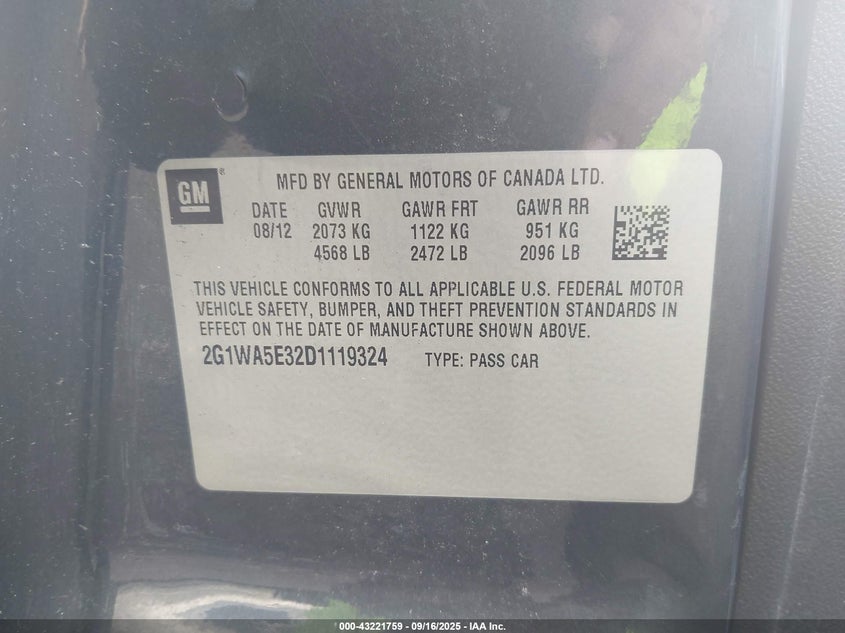 GM ®
MFD BY GENERAL MOTORS OF CANADA LTD.
DATE GVWR GAWR FRT GAWR RR
08/12 2073 KG 1122 KG 951 KG
4568 LB 2472 LB 2096 LB
THIS VEHICLE CONFORMS TO ALL APPLICABLE U.S. FEDERAL MOTOR
VEHICLE SAFETY, BUMPER, AND THEFT PREVENTION STANDARDS IN
EFFECT ON THE DATE OF MANUFACTURE SHOWN ABOVE.
2G1WA5E32D1119324 TYPE: PASS CAR
000-43221759 - 09/16/2025 - IAA Inc.